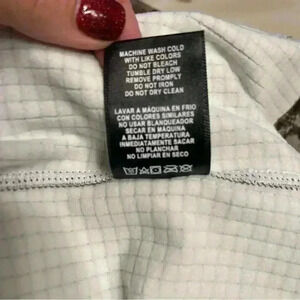 MACHINE WASH COLD
WITH LIKE COLORS
DO NOT BLEACH
TUMBLE DRY LOW
REMOVE PROMPLY
DO NOT IRON
DO NOT DRY CLEAN
LAVAR A MÁQUINA EN FRIO
CON COLORES SIMILARES
NO USAR BLANQUEADOR
SECAR EN MÁQUINA
A BAJA TEMPERATURA
INMEDIATAMENTE SACAR
NO PLANCHAR
NO LIMPIAR EN SECO